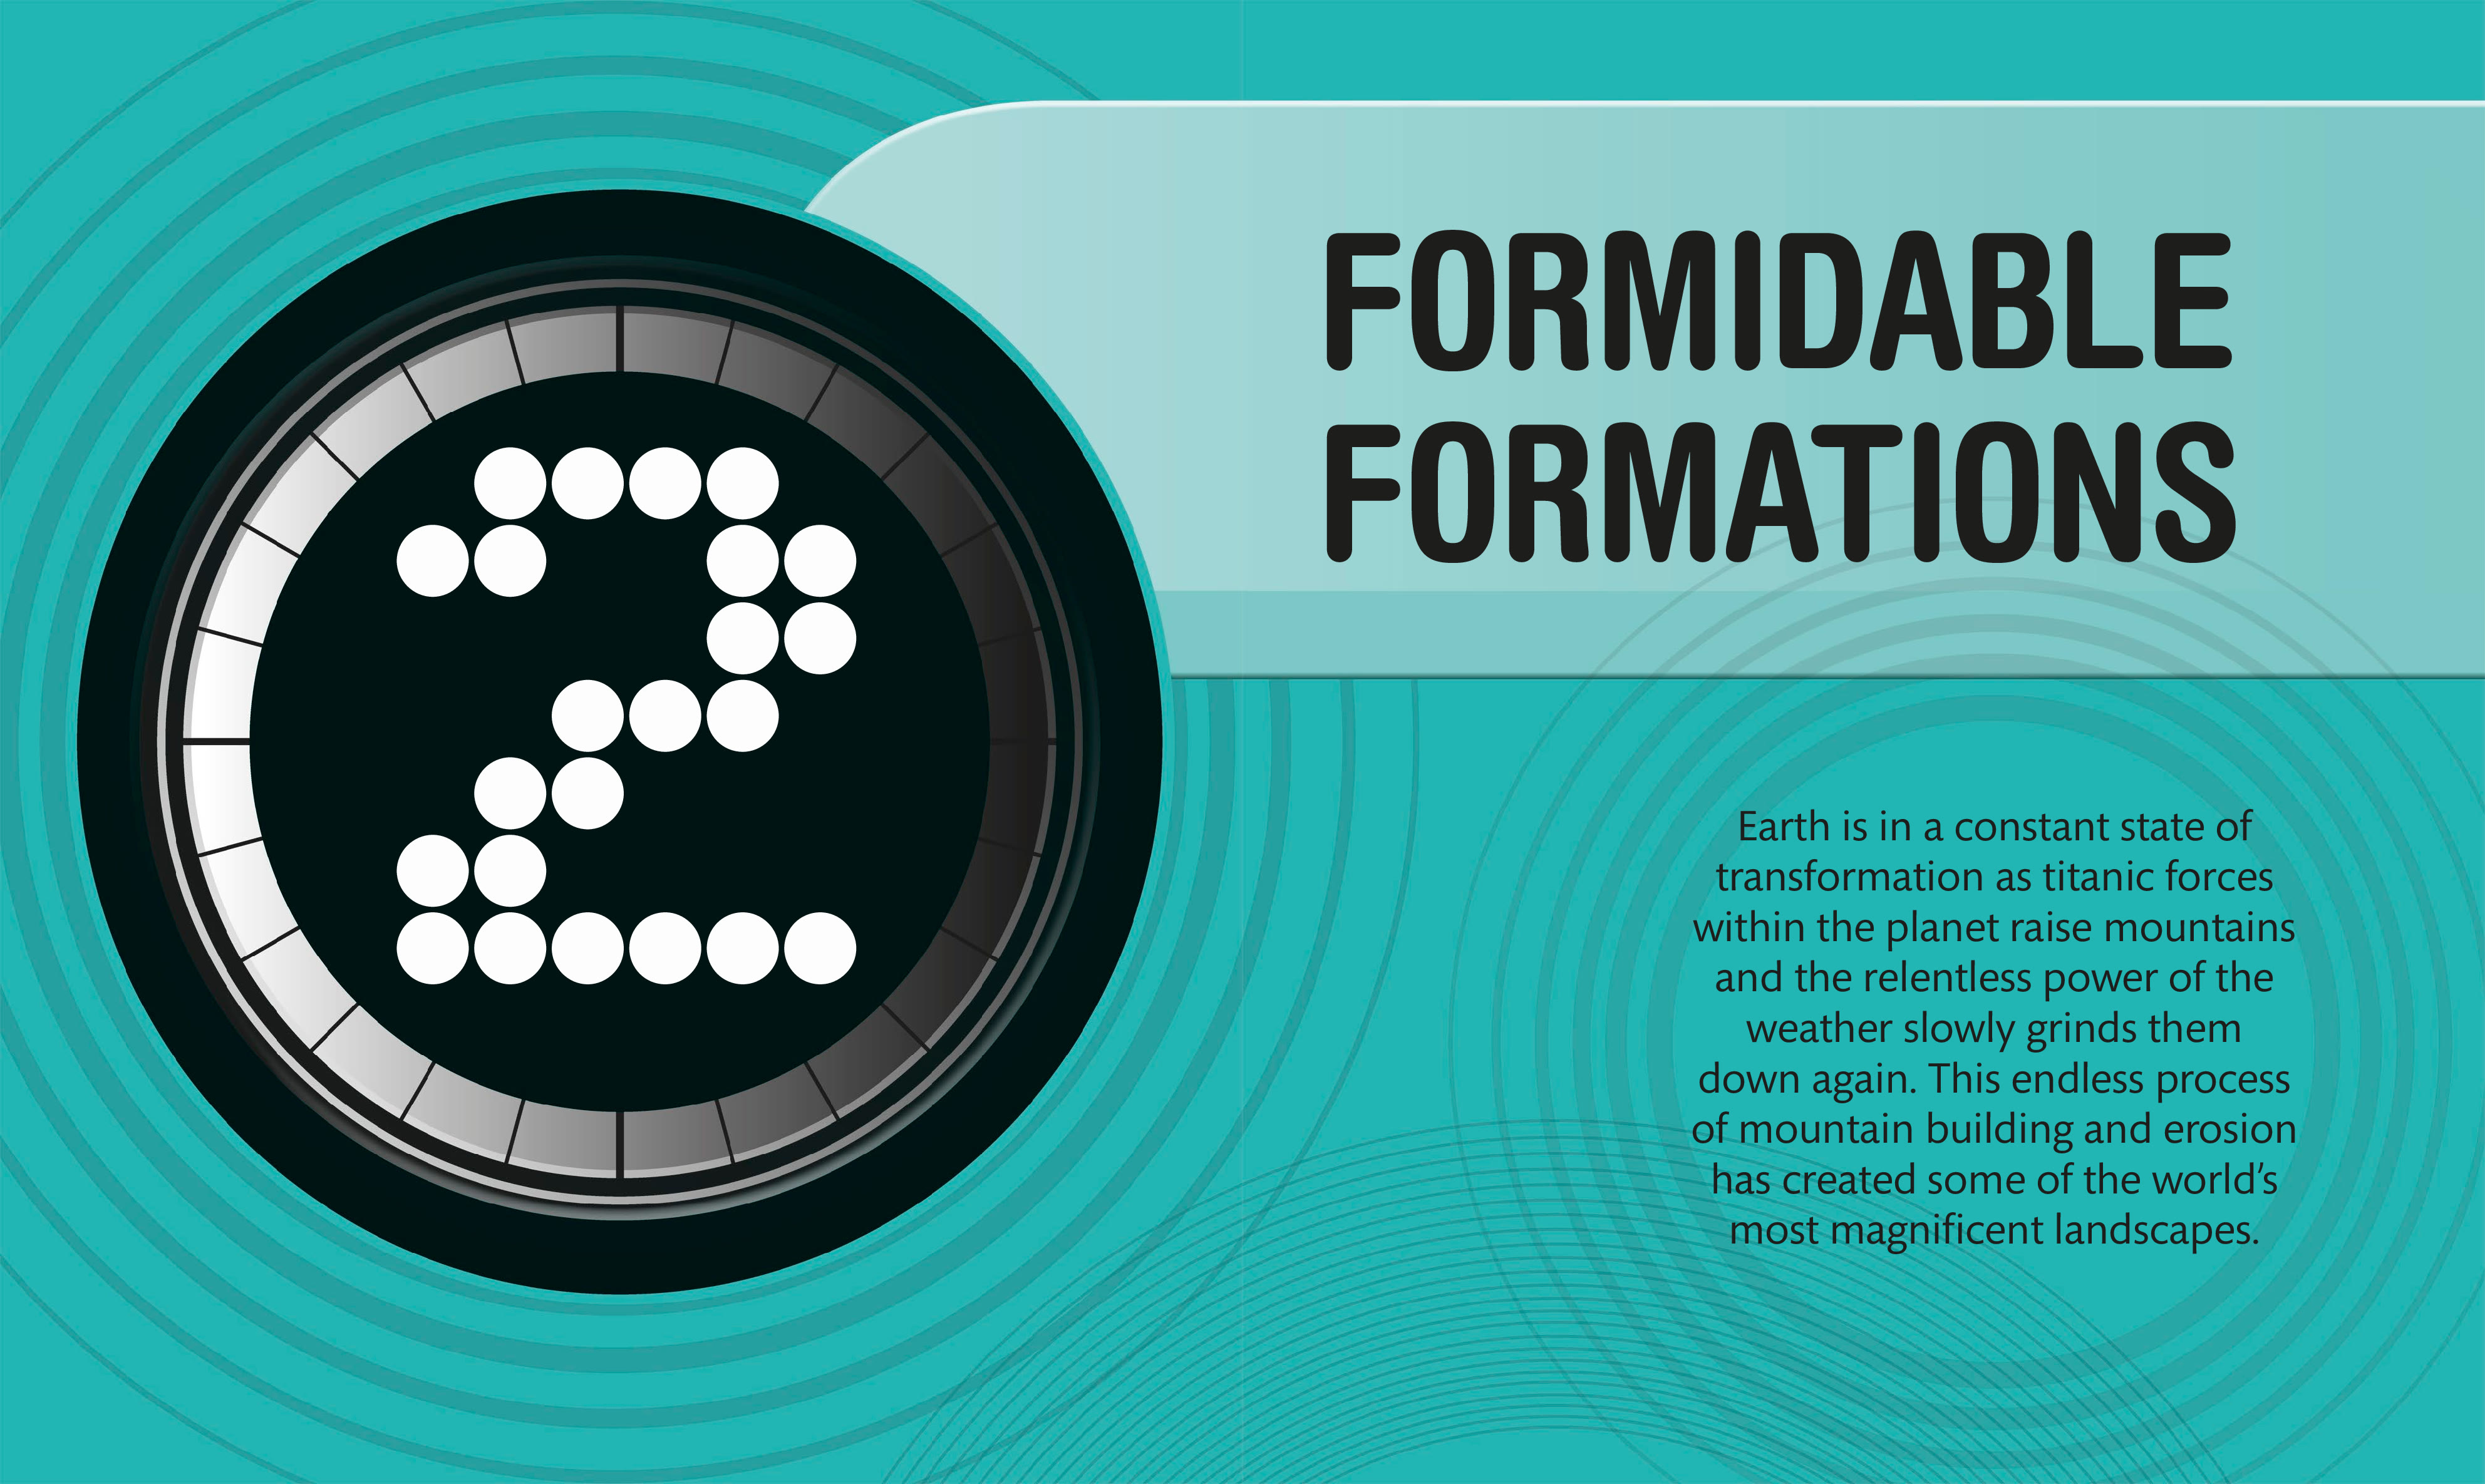 2
FORMIDABLE
FORMATIONS
Earth is in a constant state of
transformation as titanic forces
within the planet raise mountains
and the relentless power of the
weather slowly grinds them
down again. This endless process
of mountain building and erosion
has created some of the world’s
most magnificent landscapes.